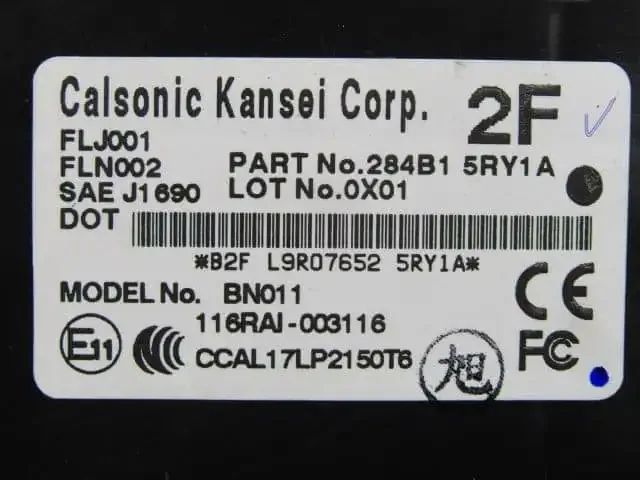 Calsonic Kansei Corp. 2F
FLJ001
FLN002 PART No.284B1 5RY1A
SAE J1690 LOT No.0X01
DOT
*B2F L9R07652 5RY1A*
MODEL No. BN011
116RAI-003116
CE
E11 CCAL17LP2150T6 FC
旭